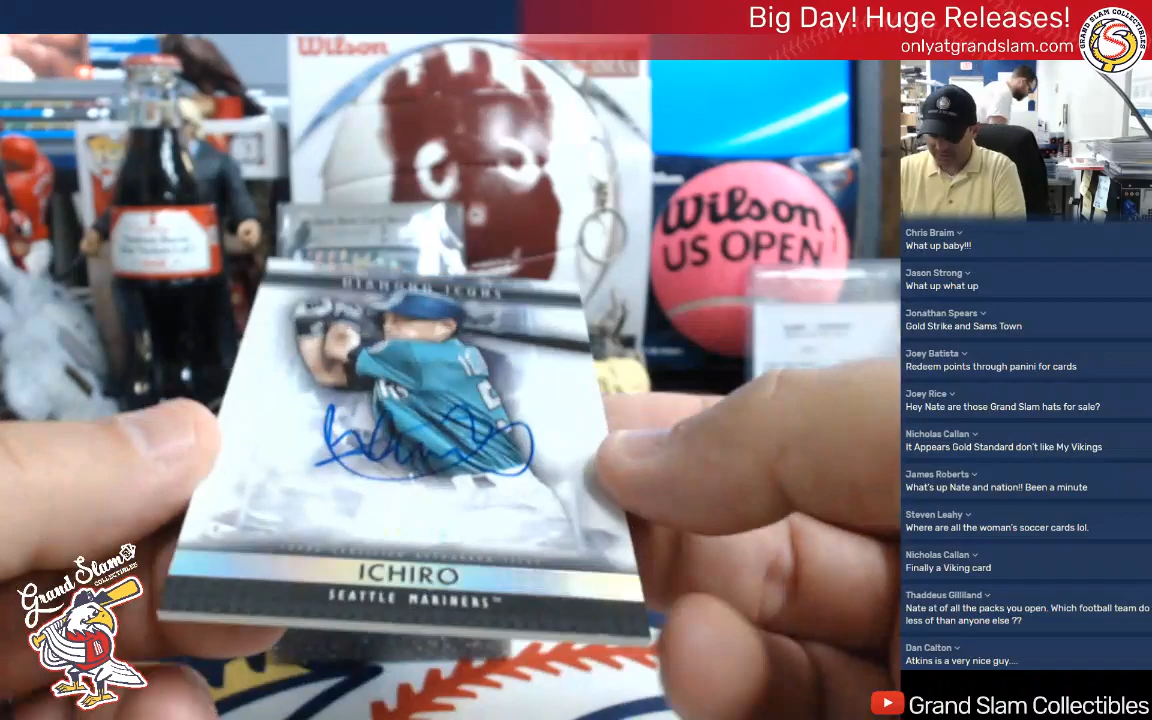 Big Day! Huge Releases!
onlyatgrandslam.com
GRAND SLAM COLLECTIBLES
Wilson
Wilson
US OPEN
DIAMOND ICONS
ICHIRO
SEATTLE MARINERS™
Grand Slam
COLLECTIBLES
Chris Braim
What up baby!!!
Jason Strong
What up what up
Jonathan Spears
Gold Strike and Sams Town
Joey Batista
Redeem points through panini for cards
Joey Rice
Hey Nate are those Grand Slam hats for sale?
Nicholas Callan
It Appears Gold Standard don't like My Vikings
James Roberts
What's up Nate and nation!! Been a minute
Steven Leahy
Where are all the woman's soccer cards lol.
Nicholas Callan
Finally a Viking card
Thaddeus Gilliland
Nate at of all the packs you open. Which football team do
less of than anyone else ??
Dan Calton
Atkins is a very nice guy....
Grand Slam Collectibles